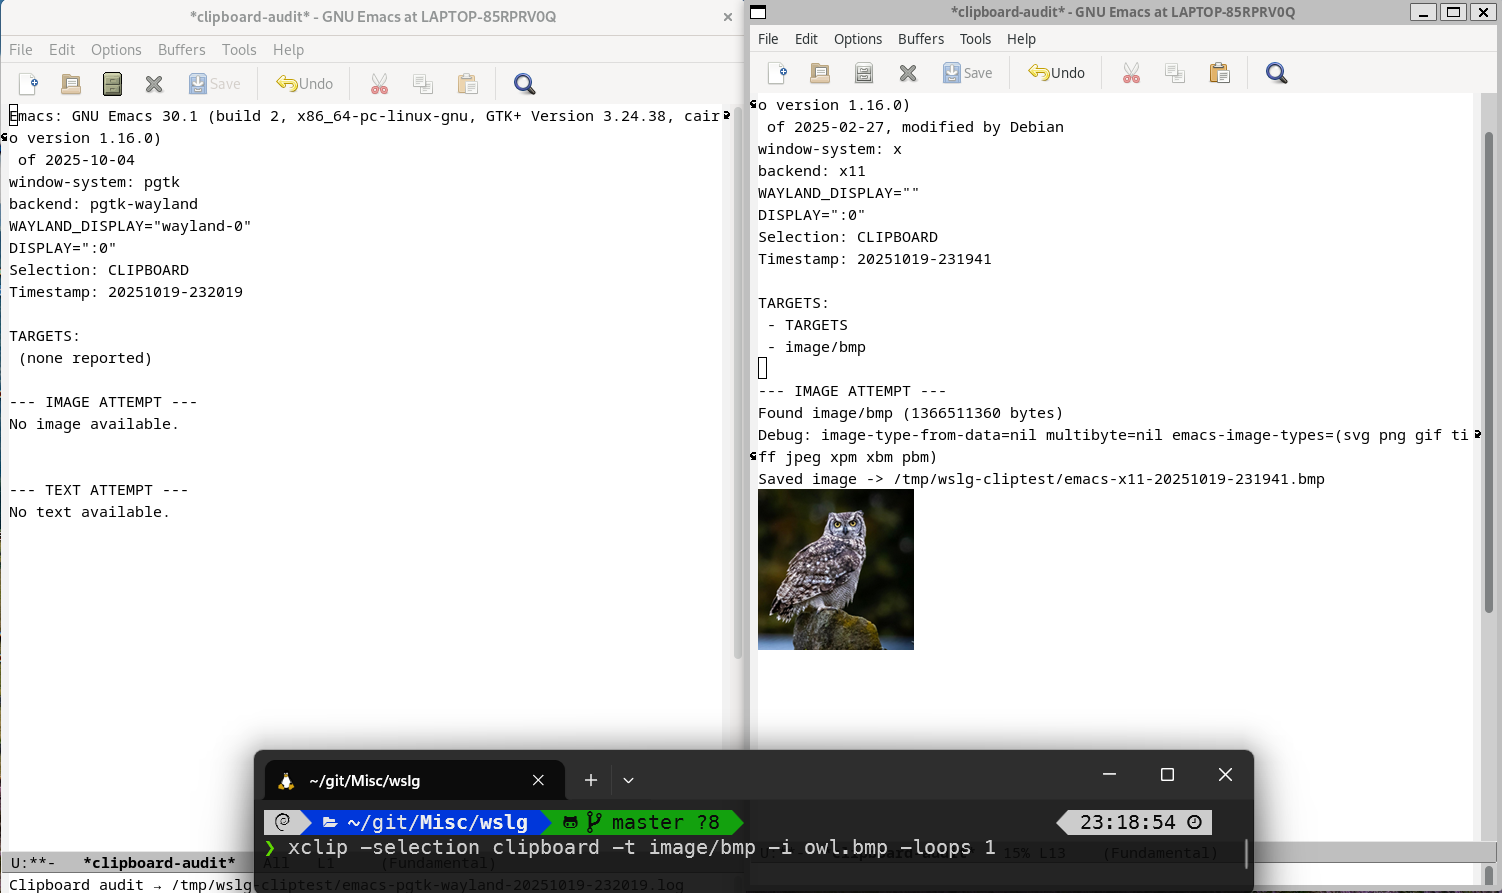 *clipboard-audit* - GNU Emacs at LAPTOP-85RPRV0Q
File Edit Options Buffers Tools Help
Save Undo
Emacs: GNU Emacs 30.1 (build 2, x86_64-pc-linux-gnu, GTK+ Version 3.24.38, cair
o version 1.16.0)
 of 2025-10-04
window-system: pgtk
backend: pgtk-wayland
WAYLAND_DISPLAY="wayland-0"
DISPLAY=":0"
Selection: CLIPBOARD
Timestamp: 20251019-232019
TARGETS:
 (none reported)
--- IMAGE ATTEMPT ---
No image available.
--- TEXT ATTEMPT ---
No text available.
U:**- *clipboard-audit* All L1 (Fundamental)
Clipboard audit → /tmp/wslg-cliptest/emacs-pgtk-wayland-20251019-232019.log
*clipboard-audit* - GNU Emacs at LAPTOP-85RPRV0Q
File Edit Options Buffers Tools Help
Save Undo
o version 1.16.0)
 of 2025-02-27, modified by Debian
window-system: x
backend: x11
WAYLAND_DISPLAY=""
DISPLAY=":0"
Selection: CLIPBOARD
Timestamp: 20251019-231941
TARGETS:
 - TARGETS
 - image/bmp
--- IMAGE ATTEMPT ---
Found image/bmp (1366511360 bytes)
Debug: image-type-from-data=nil multibyte=nil emacs-image-types=(svg png gif ti
ff jpeg xpm xbm pbm)
Saved image -> /tmp/wslg-cliptest/emacs-x11-20251019-231941.bmp
U:**- *clipboard-audit* 15% L13 (Fundamental)
~/git/Misc/wslg
~/git/Misc/wslg master ?8 23:18:54
❯ xclip -selection clipboard -t image/bmp -i owl.bmp -loops 1